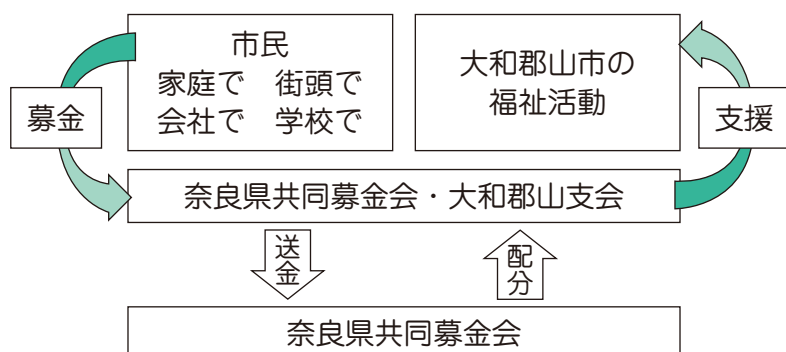 市民
家庭で　街頭で
会社で　学校で
大和郡山市の
福祉活動
募金
支援
奈良県共同募金会・大和郡山支会
送金
配分
奈良県共同募金会